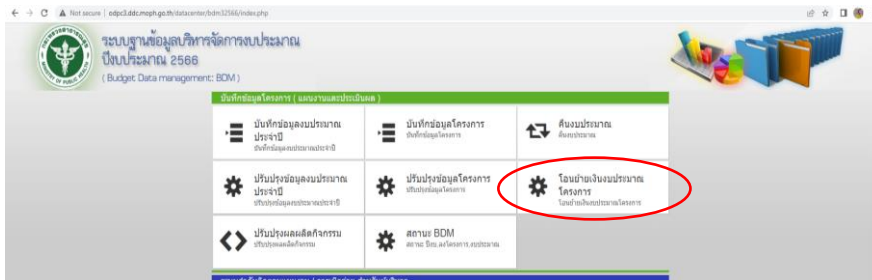 Not secure | odpc3.ddc.moph.go.th/datacenter/bdm32566/index.php
ระบบฐานข้อมูลบริหารจัดการงบประมาณ
ปีงบประมาณ 2566
( Budget Data management: BDM )
บันทึกข้อมูลโครงการ ( แผนงานและประเมินผล )
บันทึกข้อมูลงบประมาณ
ประจำปี
บันทึกข้อมูลงบประมาณประจำปี
บันทึกข้อมูลโครงการ
บันทึกข้อมูลโครงการ
คืนงบประมาณ
คืนงบประมาณ
ปรับปรุงข้อมูลงบประมาณ
ประจำปี
ปรับปรุงข้อมูลงบประมาณประจำปี
ปรับปรุงข้อมูลโครงการ
ปรับปรุงข้อมูลโครงการ
โอนย้ายเงินงบประมาณ
โครงการ
โอนย้ายเงินงบประมาณโครงการ
ปรับปรุงผลผลิตกิจกรรม
ปรับปรุงผลผลิตกิจกรรม
สถานะ BDM